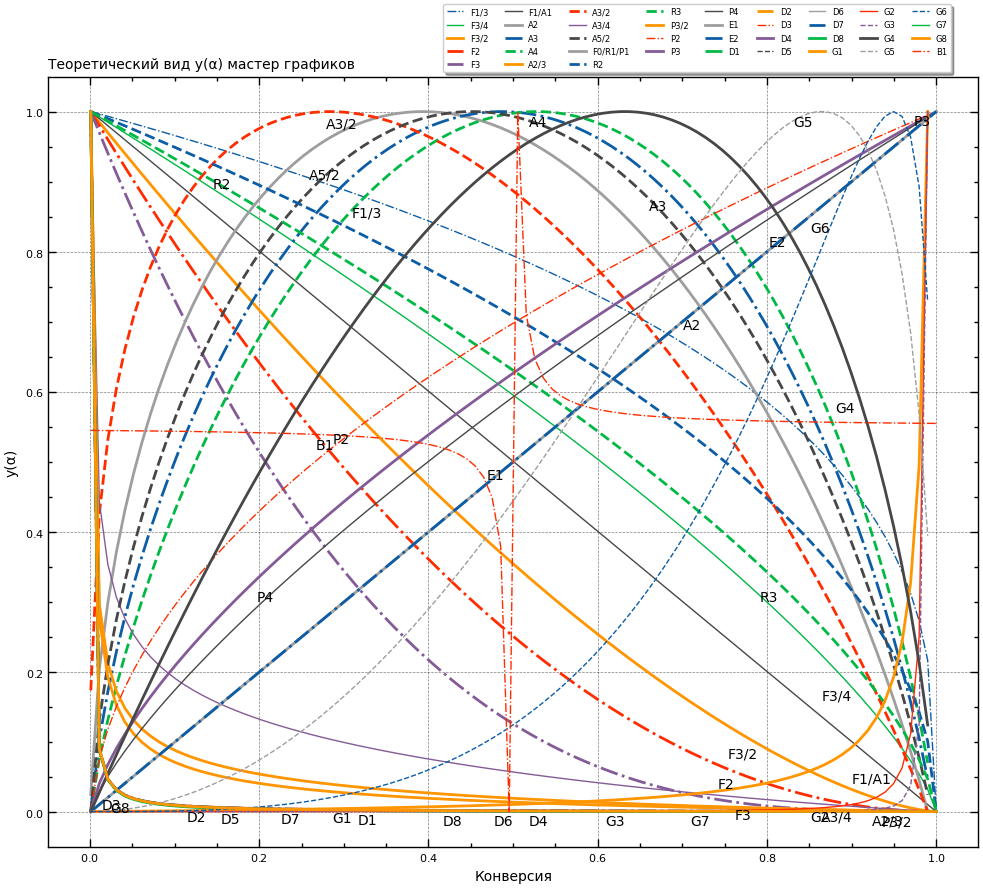 F1/3 F1/A1 A3/2 R3 P4 D2 D6 G2 G6
F3/4 A2 A3/4 P3/2 E1 D3 D7 G3 G7
F3/2 A3 A5/2 P2 E2 D4 D8 G4 G8
F2 A4 F0/R1/P1 P3 D1 D5 G1 G5 B1
F3 A2/3 R2
Теоретический вид y(α) мастер графиков
1.0
0.8
0.6
0.4
0.2
0.0
y(α)
A3/2
A4
G5
P3
A5/2
R2
F1/3
A3
G6
E2
A2
G4
B1
P2
E1
P4
R3
F3/4
F3/2
F2
F1/A1
D3
G8
D2
D5
D7
G1
D1
D8
D6
D4
G3
G7
F3
G2
A3/4
A2/3
P3/2
0.0 0.2 0.4 0.6 0.8 1.0
Конверсия